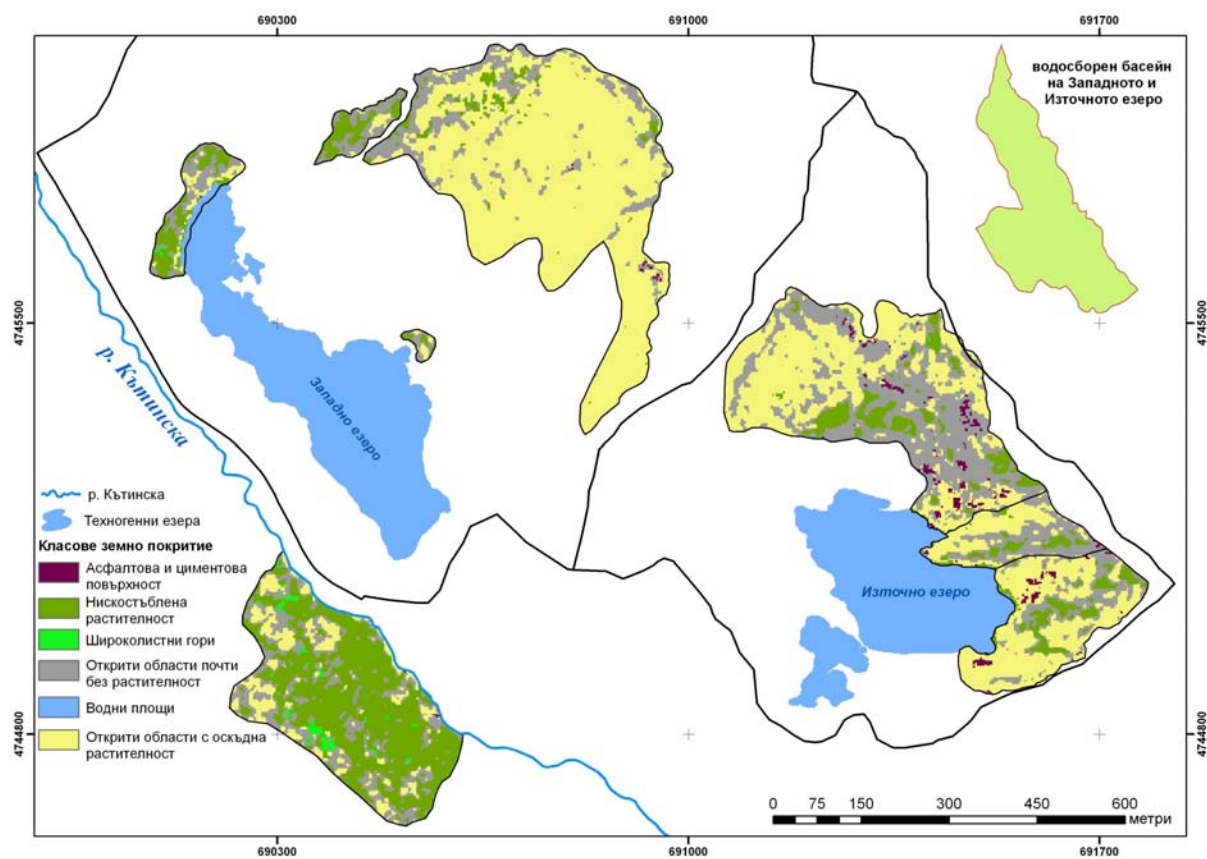 690300
691000
691700
водосборен басейн
на Западното и
Източното езеро
4745500
4745500
р. Кътинска
Западно езеро
Източно езеро
р. Кътинска
Техногенни езера
Класове земно покритие
Асфалтова и циментова
повърхност
Нискостъблена
растителност
Широколистни гори
Открити области почти
без растителност
Водни площи
Открити области с оскъдна
растителност
4744800
4744800
0 75 150 300 450 600
метри
690300
691000
691700